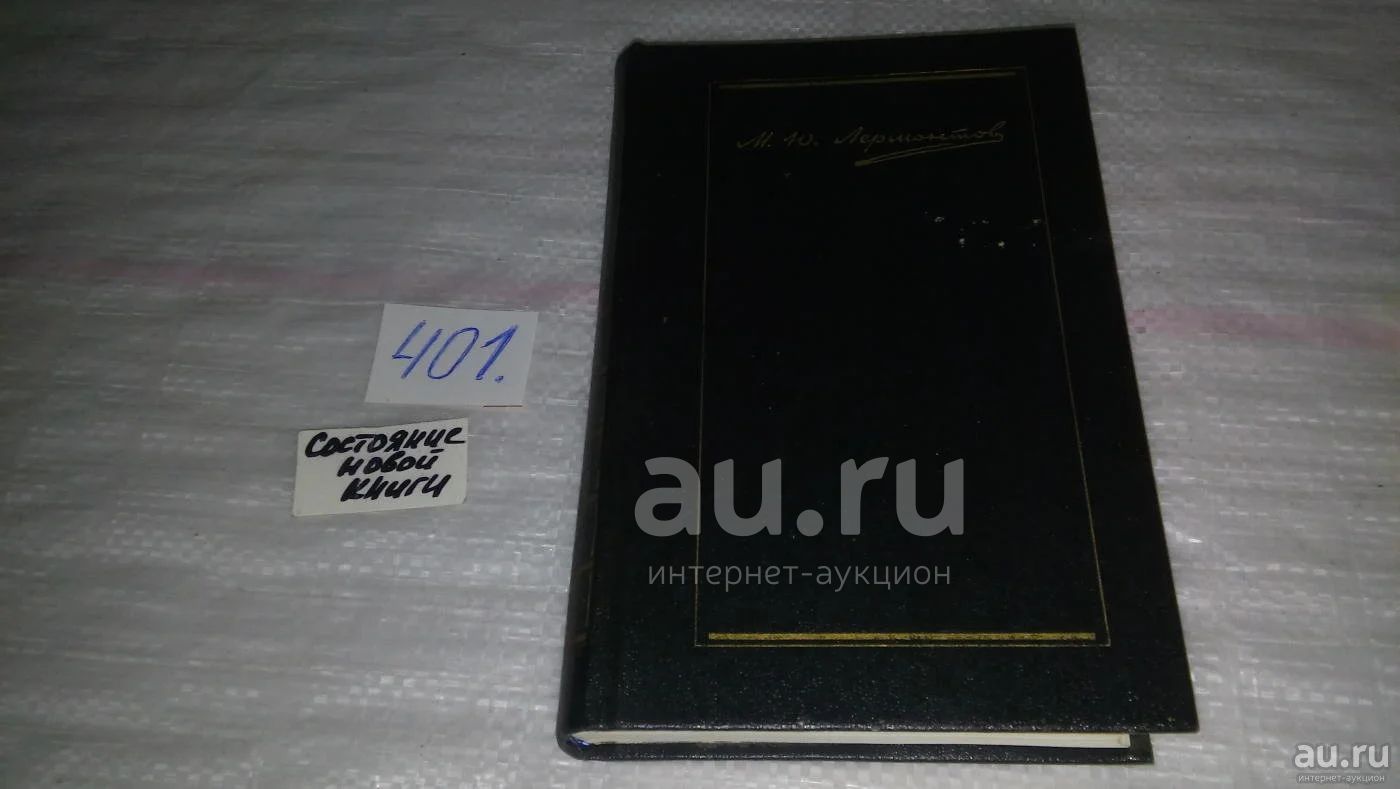 М. Ю. Лермонтов
401.
Состояние
новой
книги
au.ru
интернет-аукцион
au.ru
интернет-аукцион